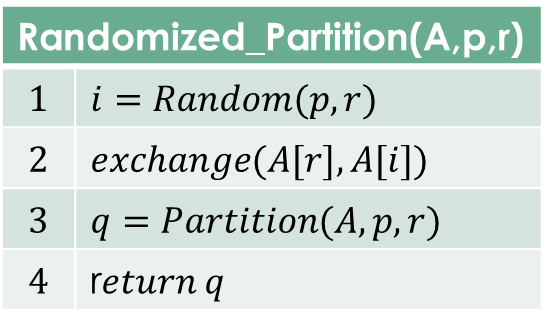 Randomized_Partition(A,p,r)
1 i = Random(p, r)
2 exchange(A[r], A[i])
3 q = Partition(A, p, r)
4 return q